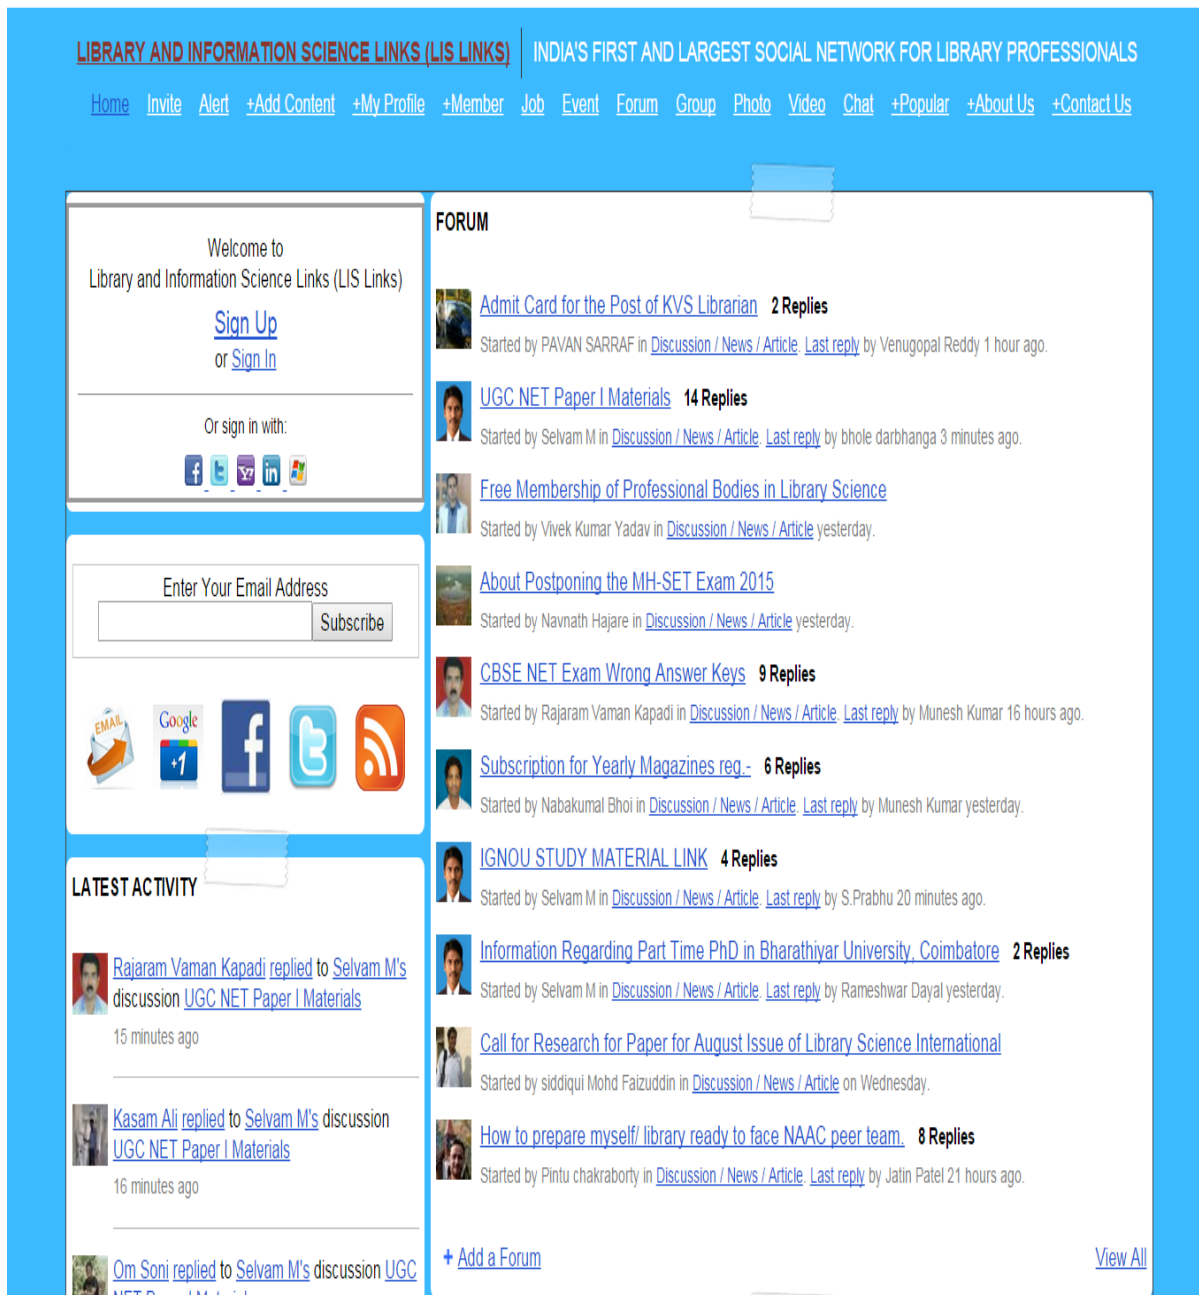 LIBRARY AND INFORMATION SCIENCE LINKS (LIS LINKS)
INDIA'S FIRST AND LARGEST SOCIAL NETWORK FOR LIBRARY PROFESSIONALS
Home Invite Alert +Add Content +My Profile +Member Job Event Forum Group Photo Video Chat +Popular +About Us +Contact Us
Welcome to
Library and Information Science Links (LIS Links)
Sign Up
or Sign In
Or sign in with:
Enter Your Email Address
Subscribe
EMAIL
Google
+1
LATEST ACTIVITY
Rajaram Vaman Kapadi replied to Selvam M's
discussion UGC NET Paper I Materials
15 minutes ago
Kasam Ali replied to Selvam M's discussion
UGC NET Paper I Materials
16 minutes ago
Om Soni replied to Selvam M's discussion UGC
FORUM
Admit Card for the Post of KVS Librarian 2 Replies
Started by PAVAN SARRAF in Discussion / News / Article. Last reply by Venugopal Reddy 1 hour ago.
UGC NET Paper I Materials 14 Replies
Started by Selvam M in Discussion / News / Article. Last reply by bhole darbhanga 3 minutes ago.
Free Membership of Professional Bodies in Library Science
Started by Vivek Kumar Yadav in Discussion / News / Article yesterday.
About Postponing the MH-SET Exam 2015
Started by Navnath Hajare in Discussion / News / Article yesterday.
CBSE NET Exam Wrong Answer Keys 9 Replies
Started by Rajaram Vaman Kapadi in Discussion / News / Article. Last reply by Munesh Kumar 16 hours ago.
Subscription for Yearly Magazines reg.- 6 Replies
Started by Nabakumal Bhoi in Discussion / News / Article. Last reply by Munesh Kumar yesterday.
IGNOU STUDY MATERIAL LINK 4 Replies
Started by Selvam M in Discussion / News / Article. Last reply by S.Prabhu 20 minutes ago.
Information Regarding Part Time PhD in Bharathiyar University, Coimbatore 2 Replies
Started by Selvam M in Discussion / News / Article. Last reply by Rameshwar Dayal yesterday.
Call for Research for Paper for August Issue of Library Science International
Started by siddiqui Mohd Faizuddin in Discussion / News / Article on Wednesday.
How to prepare myself/ library ready to face NAAC peer team. 8 Replies
Started by Pintu chakraborty in Discussion / News / Article. Last reply by Jatin Patel 21 hours ago.
+ Add a Forum
View All